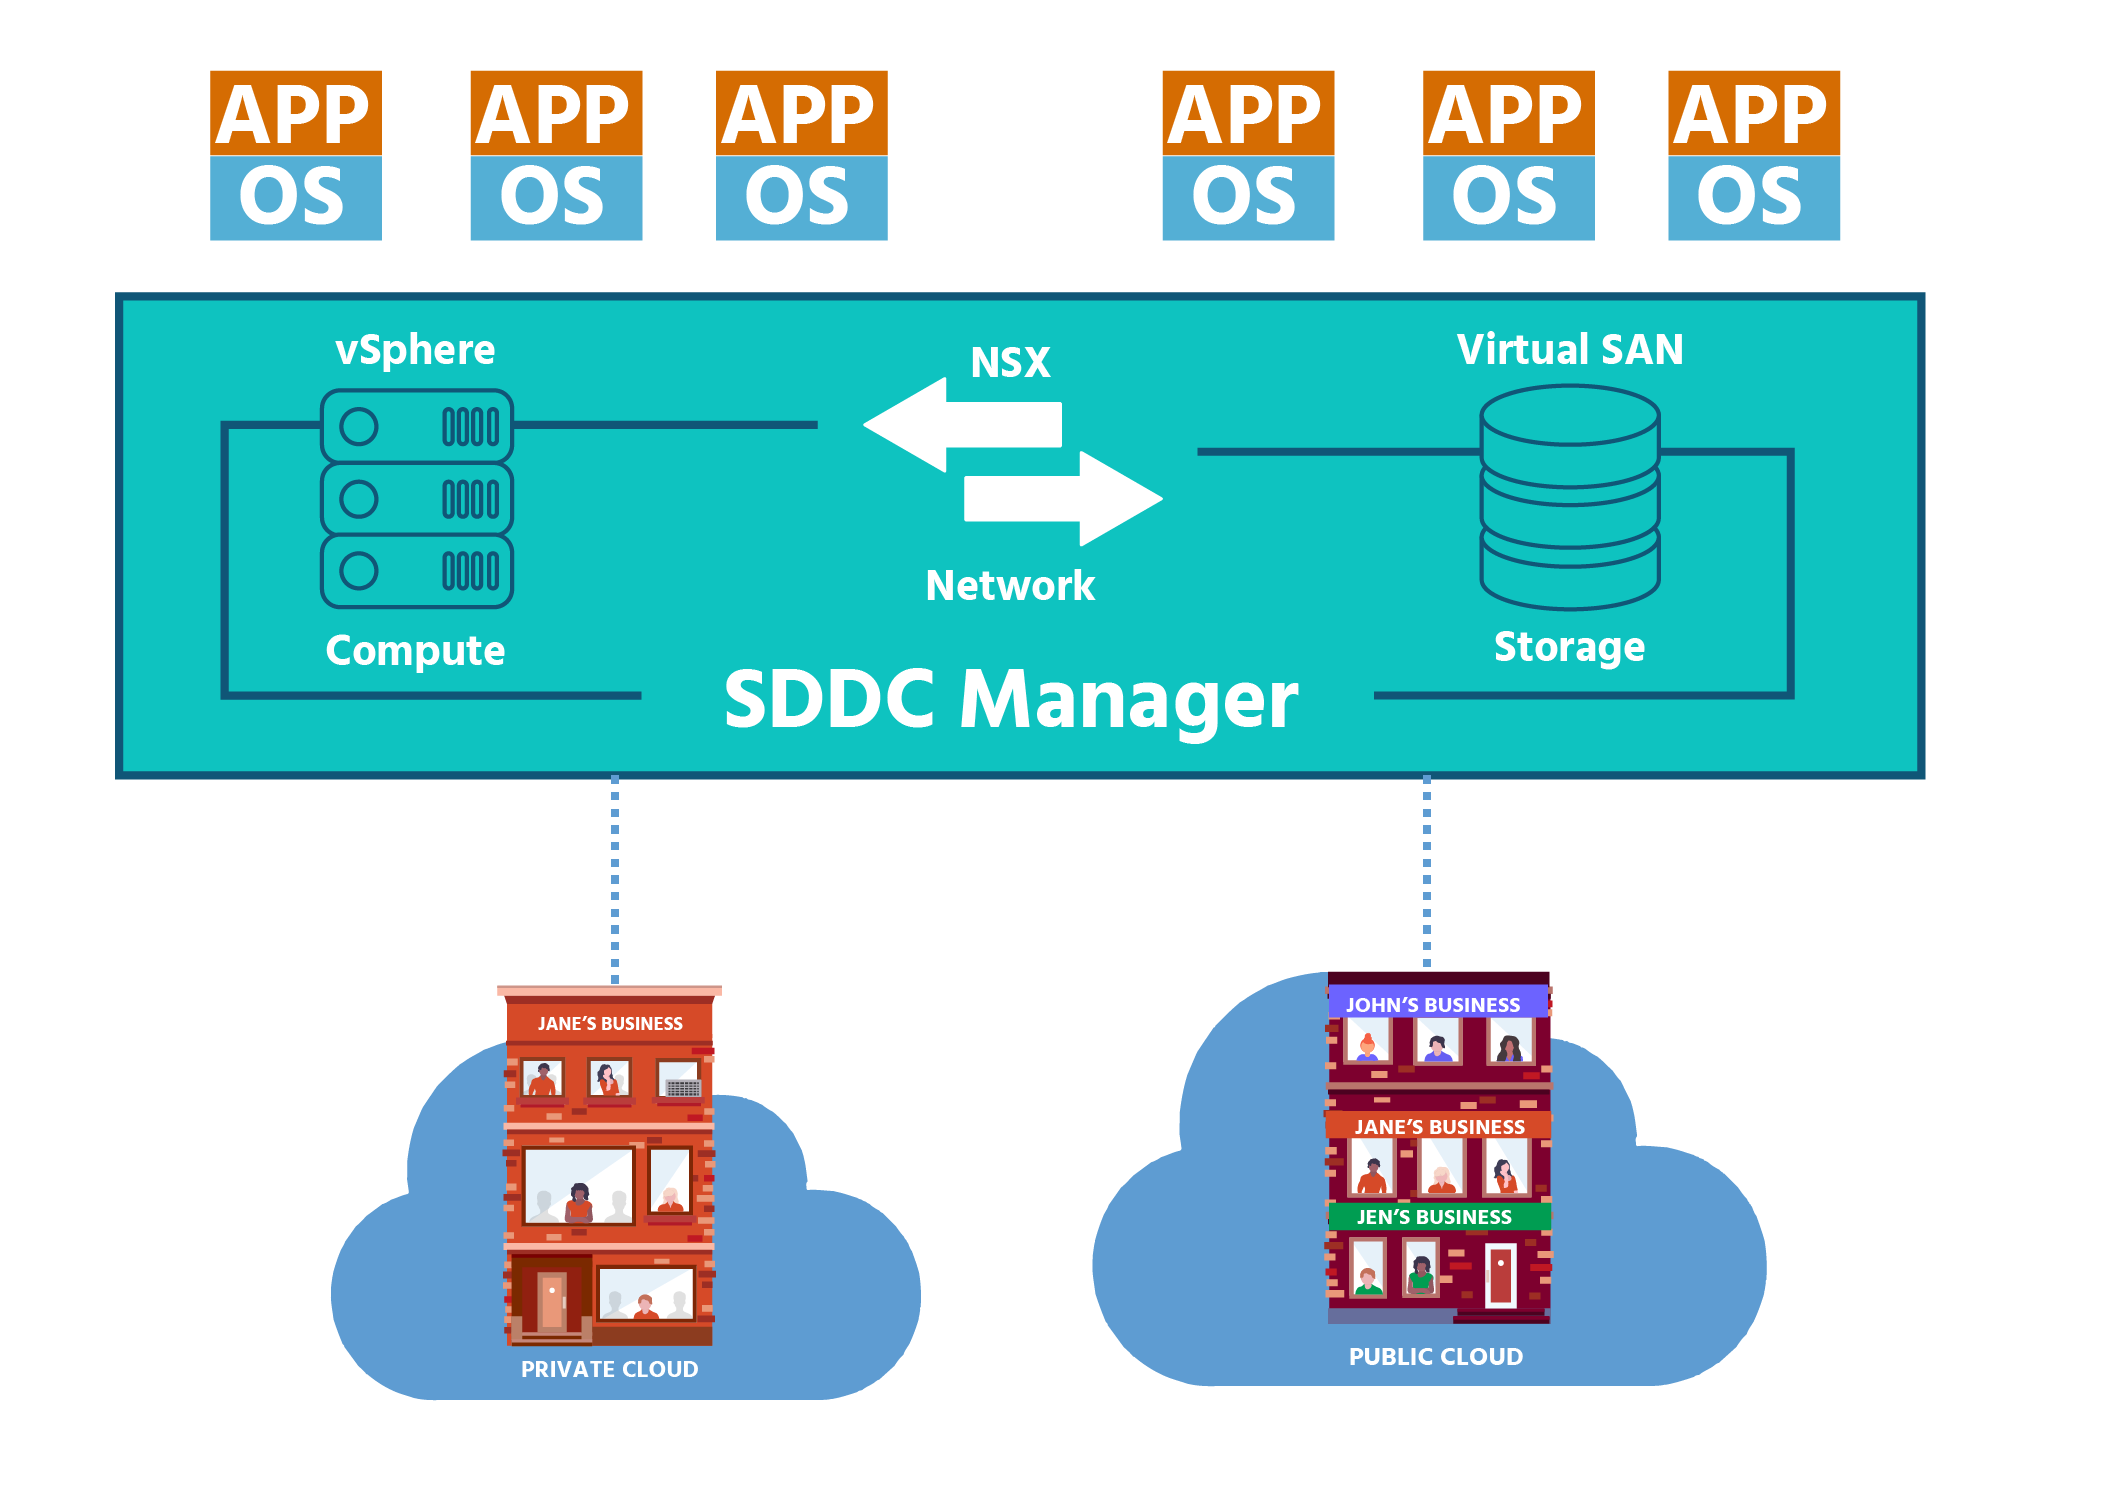 APP APP APP APP APP APP
OS OS OS OS OS OS
vSphere
NSX
Virtual SAN
Network
Compute
Storage
SDDC Manager
JANE'S BUSINESS
PRIVATE CLOUD
JOHN'S BUSINESS
JANE'S BUSINESS
JEN'S BUSINESS
PUBLIC CLOUD